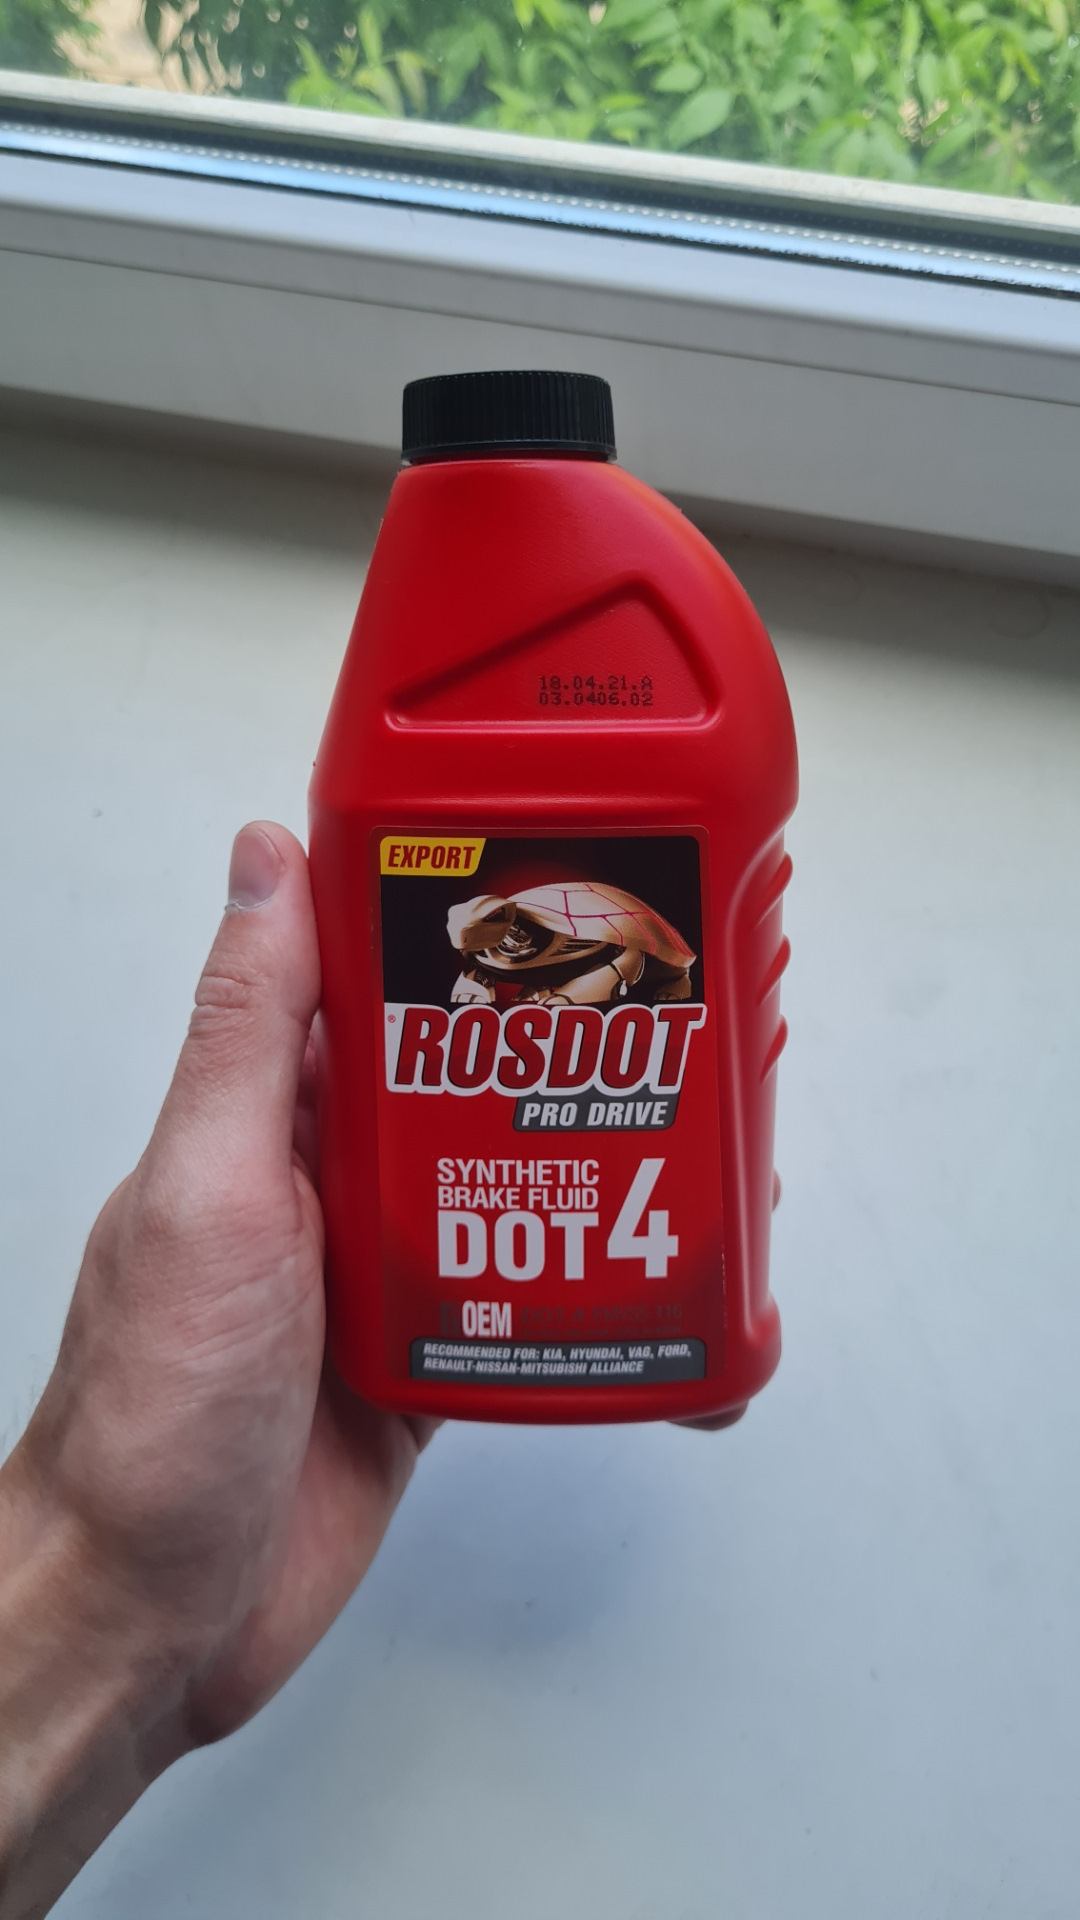 18.04.21.A
03.0406.02
EXPORT
®ROSDOT
PRO DRIVE
SYNTHETIC
BRAKE FLUID
DOT 4
OEM
RECOMMENDED FOR: KIA, HYUNDAI, VAG, FORD,
RENAULT-NISSAN-MITSUBISHI ALLIANCE